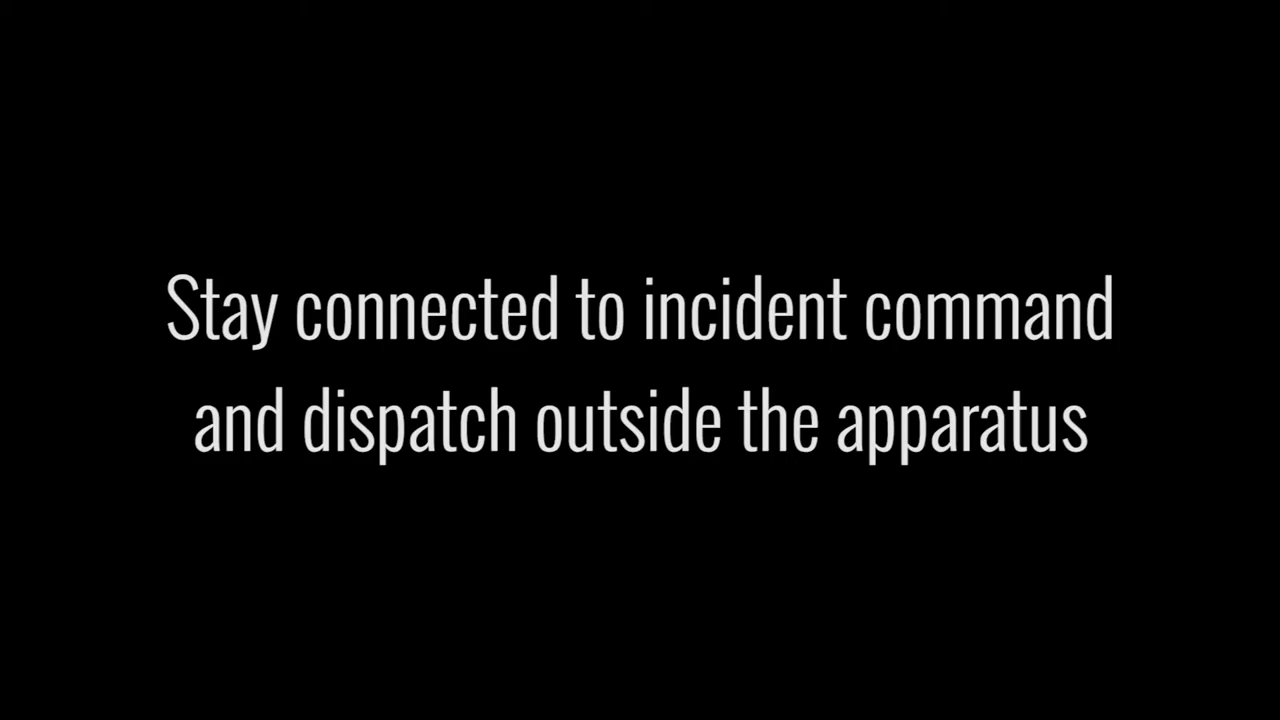 Stay connected to incident command
and dispatch outside the apparatus